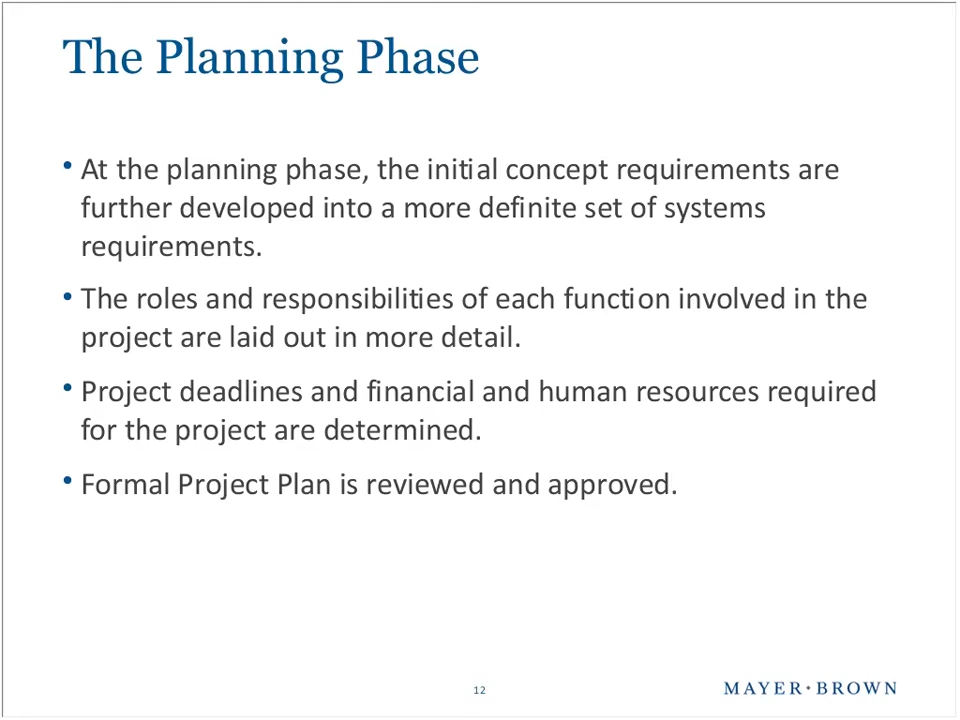 The Planning Phase
• At the planning phase, the initial concept requirements are
further developed into a more definite set of systems
requirements.
• The roles and responsibilities of each function involved in the
project are laid out in more detail.
• Project deadlines and financial and human resources required
for the project are determined.
• Formal Project Plan is reviewed and approved.
12
MAYER•BROWN